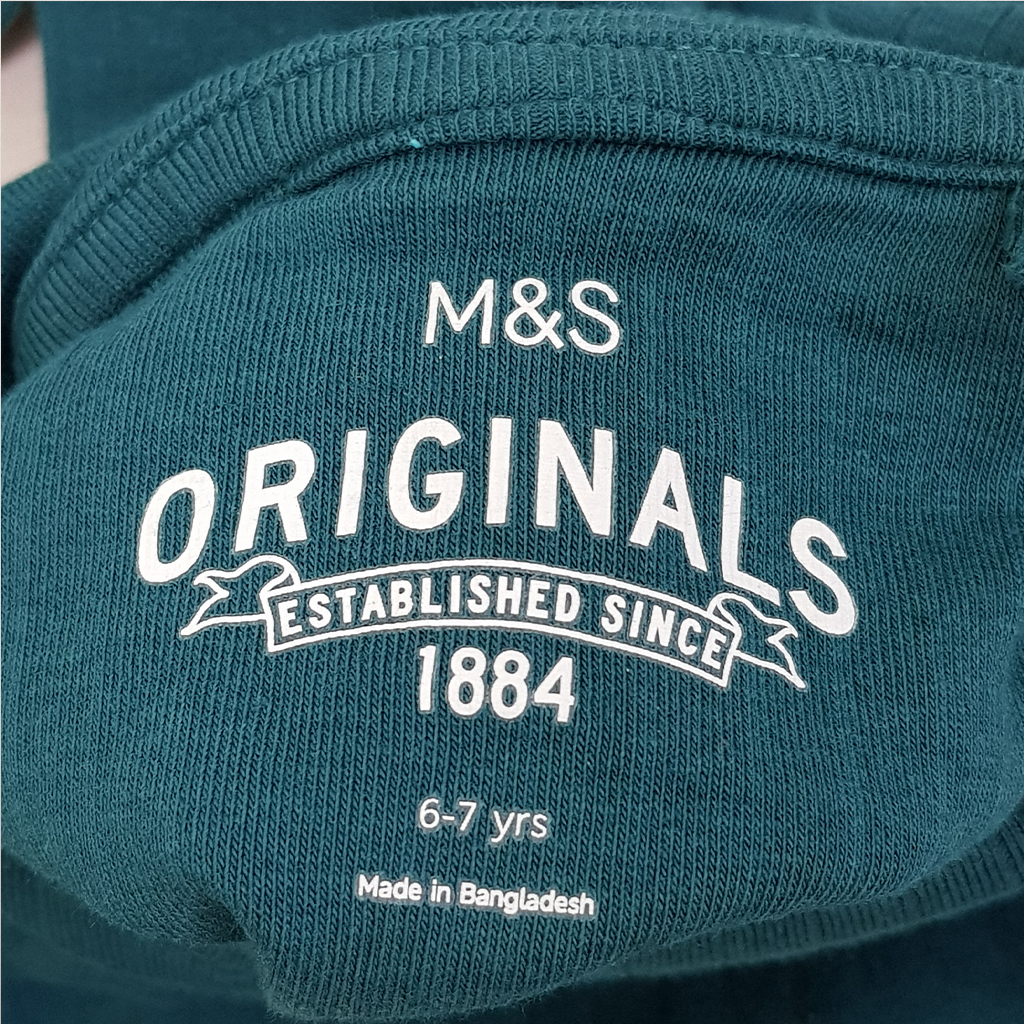 M&S
ORIGINALS
ESTABLISHED SINCE
1884
6-7 yrs
Made in Bangladesh